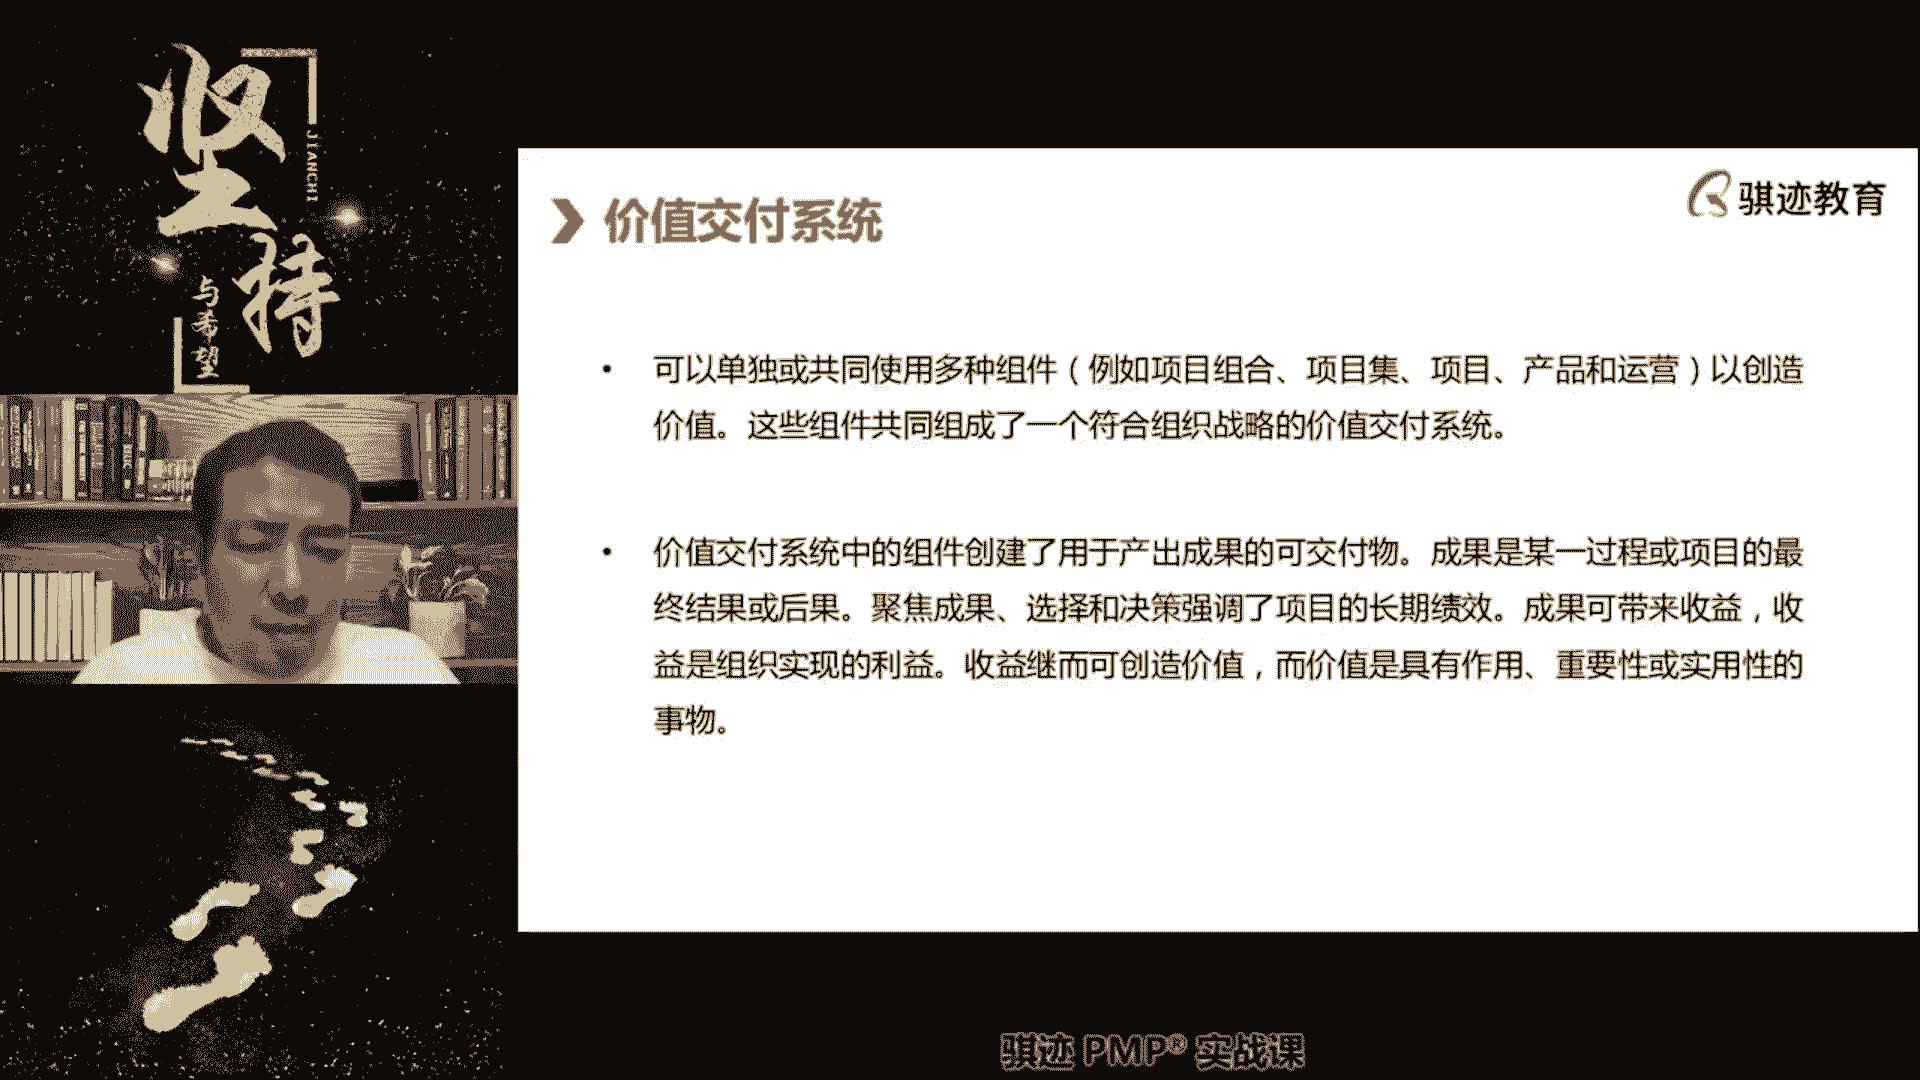 坚持
JIANCHI
与希望
骐迹教育
价值交付系统
• 可以单独或共同使用多种组件（例如项目组合、项目集、项目、产品和运营）以创造
价值。这些组件共同组成了一个符合组织战略的价值交付系统。
• 价值交付系统中的组件创建了用于产出成果的可交付物。成果是某一过程或项目的最
终结果或后果。聚焦成果、选择和决策强调了项目的长期绩效。成果可带来收益，收
益是组织实现的利益。收益继而可创造价值，而价值是具有作用、重要性或实用性的
事物。
骐迹 PMP® 实战课